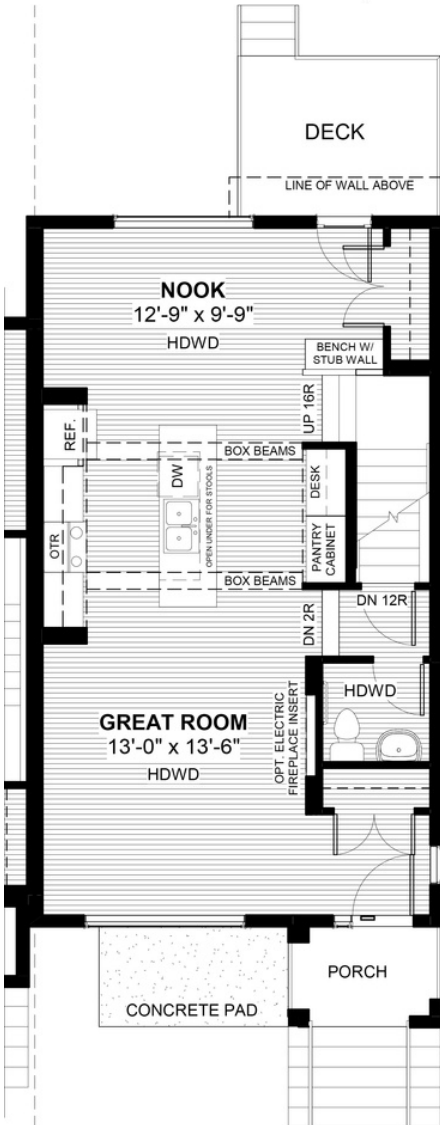 DECK
LINE OF WALL ABOVE
NOOK
12'-9" x 9'-9"
HDWD
BENCH W/
STUB WALL
UP 16R
REF.
BOX BEAMS
DW
OPEN UNDER FOR STOOLS
DESK
OTR
PANTRY
CABINET
BOX BEAMS
DN 12R
DN 2R
HDWD
GREAT ROOM
13'-0" x 13'-6"
HDWD
OPT. ELECTRIC
FIREPLACE INSERT
PORCH
CONCRETE PAD